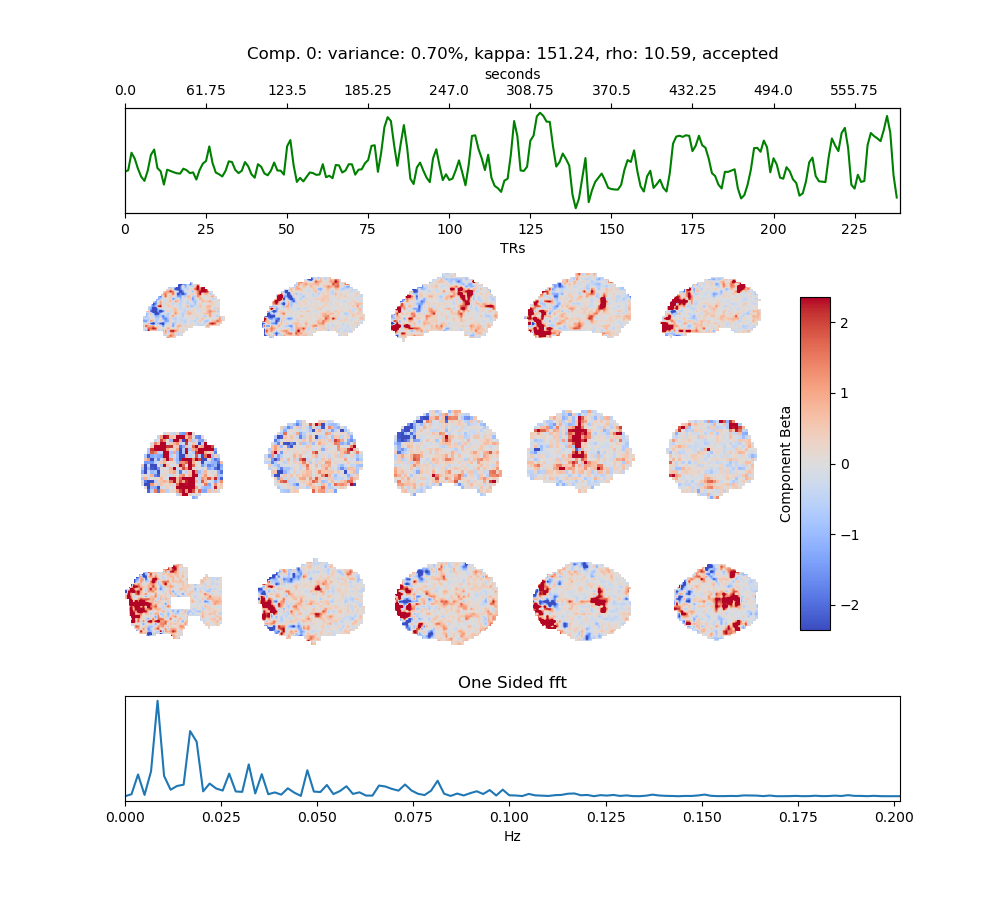 Comp. 0: variance: 0.70%, kappa: 151.24, rho: 10.59, accepted
seconds
0.0 61.75 123.5 185.25 247.0 308.75 370.5 432.25 494.0 555.75
0 25 50 75 100 125 150 175 200 225
TRs
2
1
0
−1
−2
Component Beta
One Sided fft
0.000 0.025 0.050 0.075 0.100 0.125 0.150 0.175 0.200
Hz